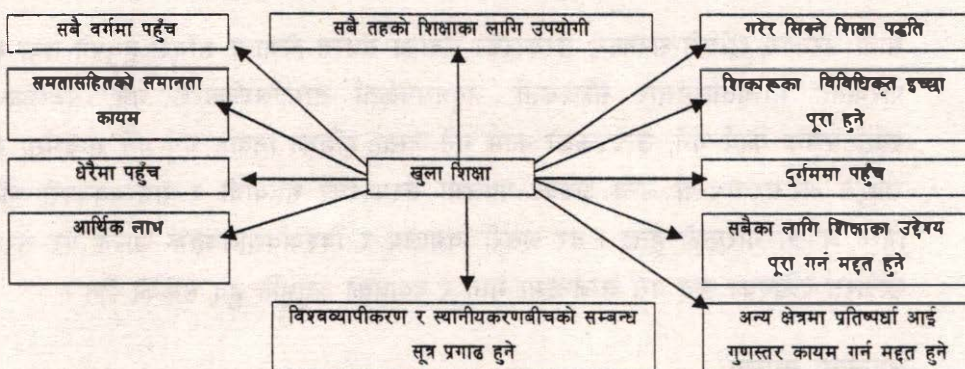 सबै वर्गमा पहुँच
सबै तहको शिक्षाका लागि उपयोगी
गरेर सिक्ने शिक्षा पद्धति
समतासहितको समानता
कायम
शिकारूका विविधिकृत इच्छा
पूरा हुने
धेरैमा पहुँच
खुला शिक्षा
दुर्गममा पहुँच
आर्थिक लाभ
सबैका लागि शिक्षाका उद्देश्य
पूरा गर्न मद्दत हुने
विश्वव्यापीकरण र स्थानीयकरणबीचको सम्बन्ध
सूत्र प्रगाढ हुने
अन्य क्षेत्रमा प्रतिष्पर्धा आई
गुणस्तर कायम गर्न मद्दत हुने